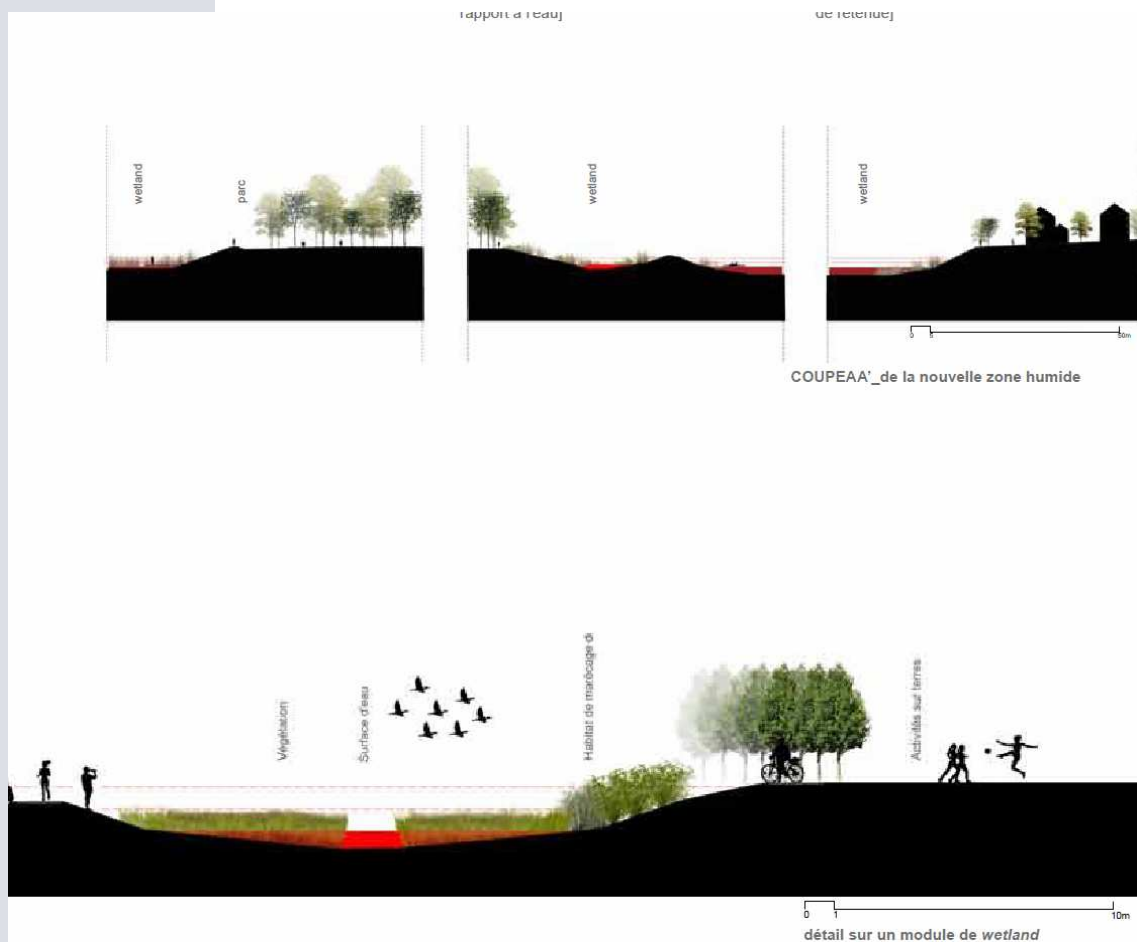 rapport à l'eau]
de retenue]
wetland
parc
wetland
wetland
0
50m
COUPEAA'_de la nouvelle zone humide
Végétation
Surface d'eau
Habitat de marécage d
Activités sur terres
0 1 10m
détail sur un module de wetland